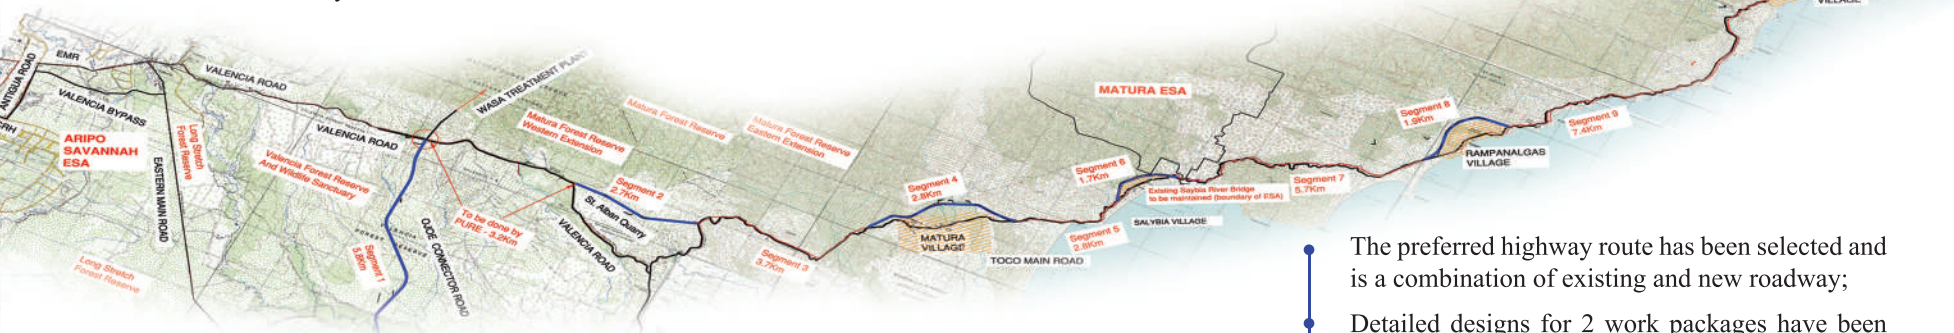 VILLAGE
EMR
ANTIGUA ROAD
VALENCIA ROAD
WASA TREATMENT PLANT
VALENCIA BYPASS
CRH
ARIPO
SAVANNAH
ESA
EASTERN MAIN ROAD
Long Stretch
Forest Reserve
VALENCIA ROAD
Valencia Forest Reserve
And Wildlife Sanctuary
Matura Forest Reserve
Western Extension
Matura Forest Reserve
Matura Forest Reserve
Eastern Extension
MATURA ESA
Segment 8
1.9Km
Segment 9
7.4Km
RAMPANALGAS
VILLAGE
Segment 2
2.7Km
St. Alban Quarry
VALENCIA ROAD
To be done by
PURE - 3.2Km
Segment 1
5.8Km
OJOE CONNECTOR ROAD
Long Stretch
Forest Reserve
Segment 3
3.7Km
Segment 4
2.8Km
MATURA
VILLAGE
TOCO MAIN ROAD
Segment 5
2.8Km
Segment 6
1.7Km
Existing Saybia River Bridge
to be maintained (boundary of ESA)
SALYBIA VILLAGE
Segment 7
5.7Km
The preferred highway route has been selected and
is a combination of existing and new roadway;
Detailed designs for 2 work packages have been